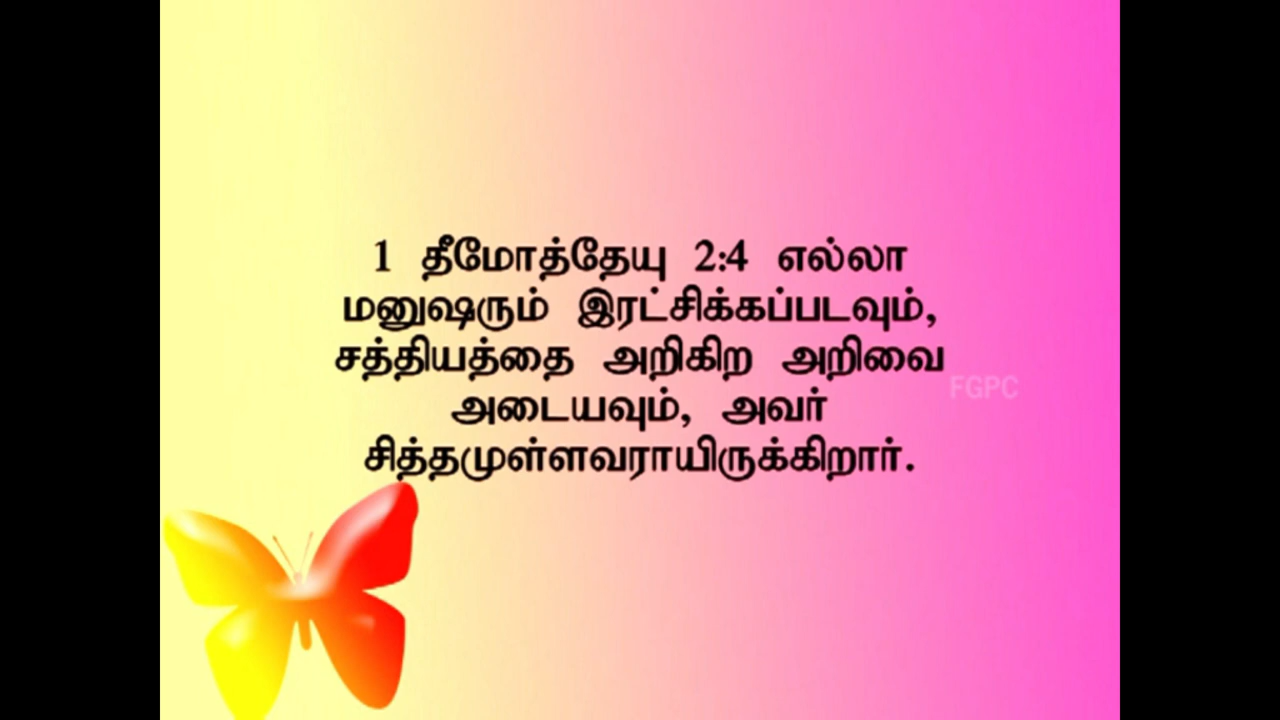 1 தீமோத்தேயு 2:4 எல்லா
மனுஷரும் இரட்சிக்கப்படவும்,
சத்தியத்தை அறிகிற அறிவை
அடையவும், அவர்
சித்தமுள்ளவராயிருக்கிறார்.
FGPC